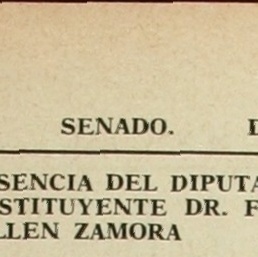 SENADO. D
SENCIA DEL DIPUTA
STITUYENTE DR. F
LLEN ZAMORA